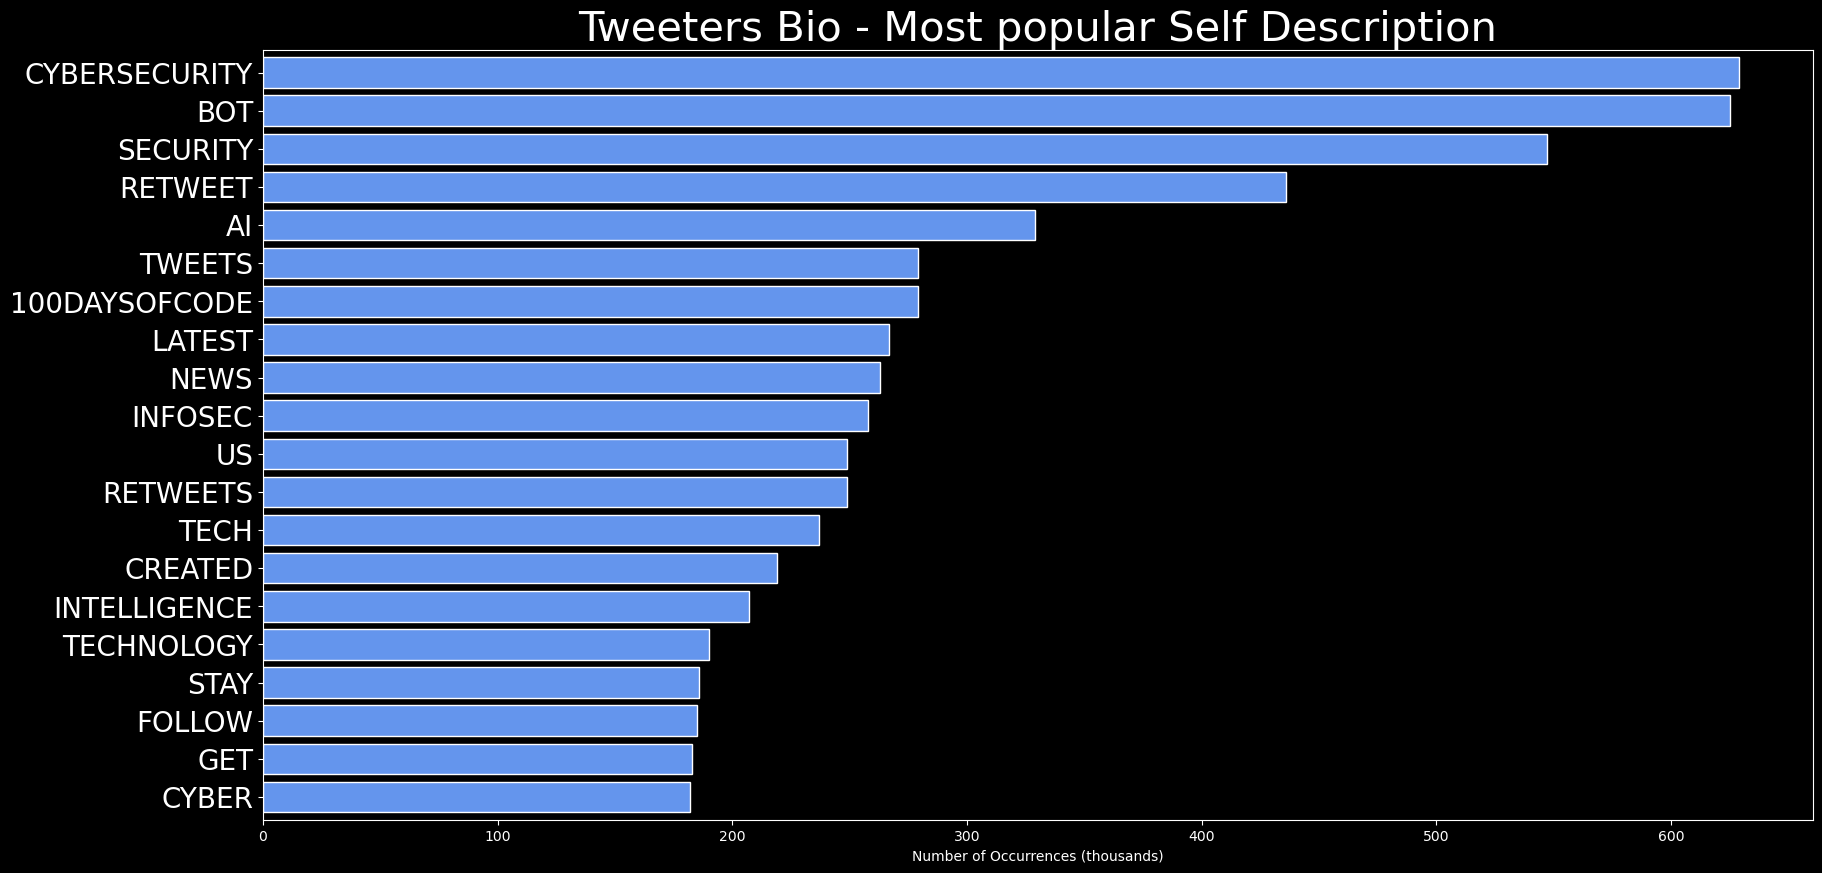 Tweeters Bio - Most popular Self Description
CYBERSECURITY
BOT
SECURITY
RETWEET
AI
TWEETS
100DAYSOFCODE
LATEST
NEWS
INFOSEC
US
RETWEETS
TECH
CREATED
INTELLIGENCE
TECHNOLOGY
STAY
FOLLOW
GET
CYBER
0 100 200 300 400 500 600
Number of Occurrences (thousands)